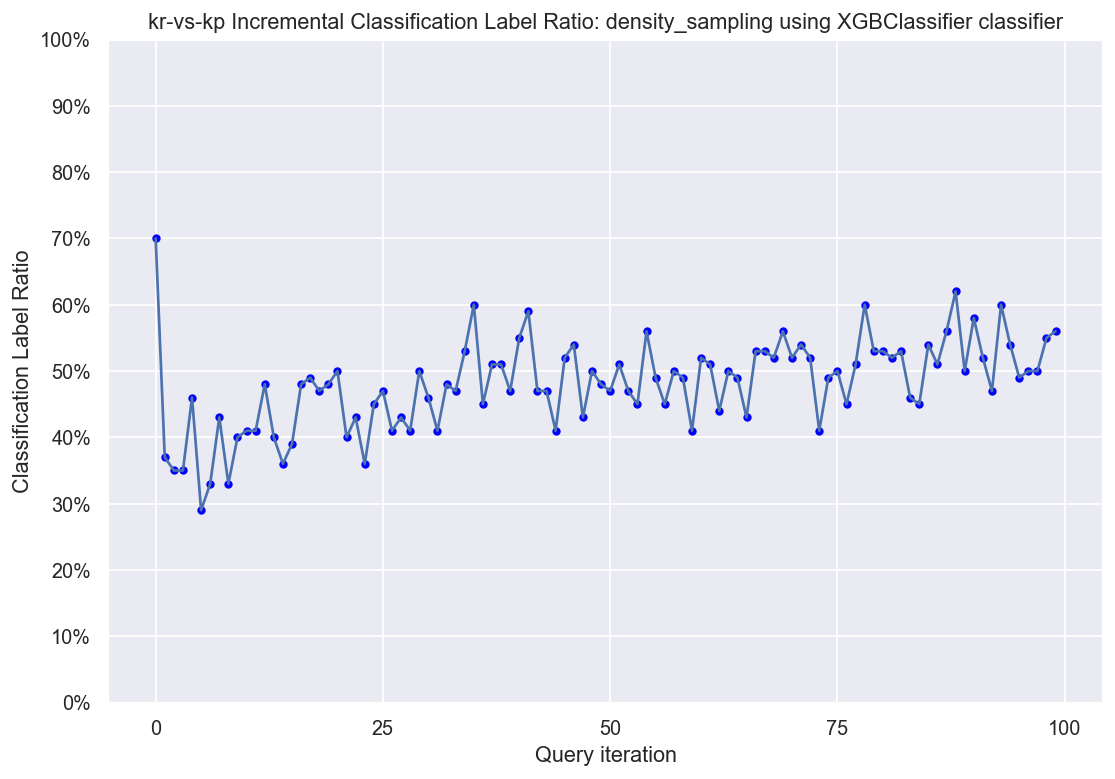 kr-vs-kp Incremental Classification Label Ratio: density_sampling using XGBClassifier classifier
100%
90%
80%
70%
60%
50%
40%
30%
20%
10%
0%
Classification Label Ratio
0 25 50 75 100
Query iteration